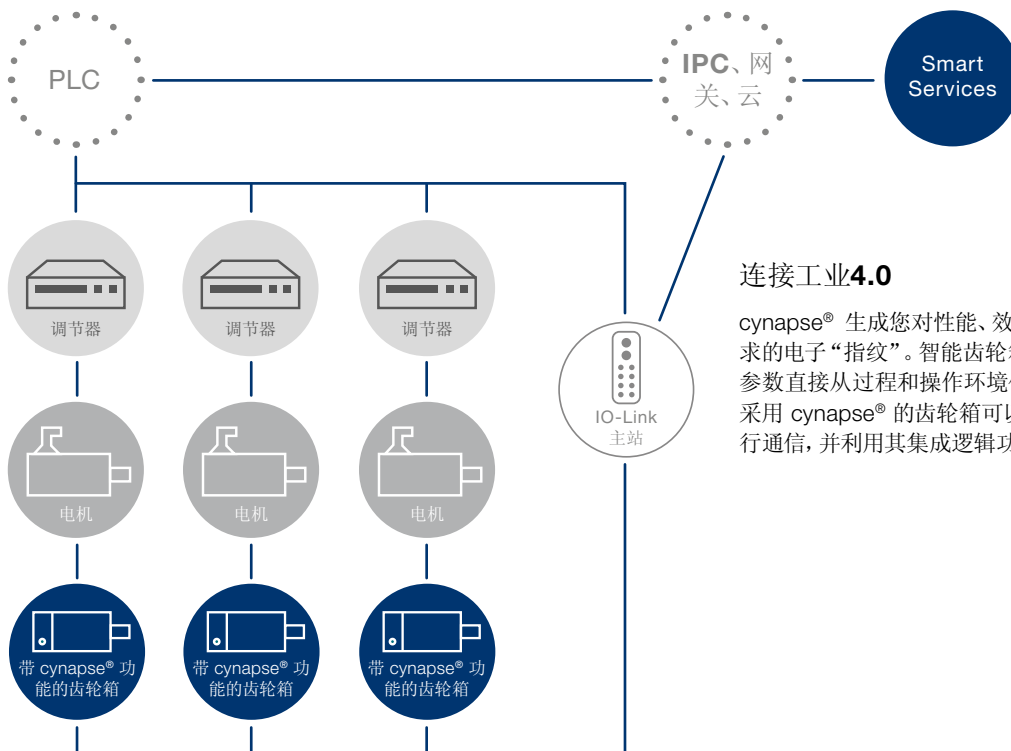 PLC
IPC、网
关、云
Smart
Services
调节器
调节器
调节器
IO-Link
主站
连接工业4.0
cynapse® 生成您对性能、效
求的电子“指纹”。智能齿轮
参数直接从过程和操作环境
采用 cynapse® 的齿轮箱可
行通信, 并利用其集成逻辑功
电机
电机
电机
带 cynapse® 功
能的齿轮箱
带 cynapse® 功
能的齿轮箱
带 cynapse® 功
能的齿轮箱